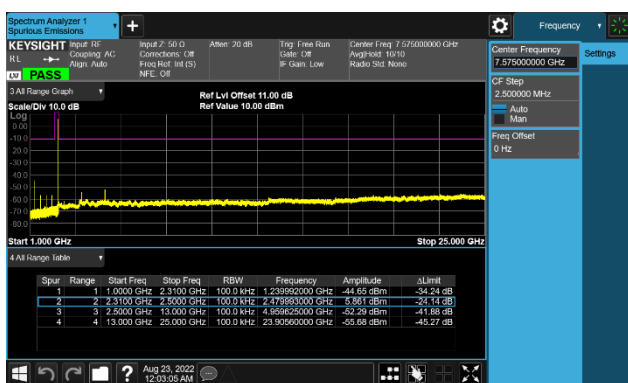 Spectrum Analyzer 1
Spurious Emissions
Frequency
KEYSIGHT
RL
LXI
PASS
Input: RF
Coupling: AC
Align: Auto
Input Z: 50 Ω
Corrections: Off
Freq Ref: Int (S)
NFE: Off
Atten: 20 dB
Trig: Free Run
Gate: Off
IF Gain: Low
Center Freq: 7.575000000 GHz
Avg|Hold: 10/10
Radio Std: None
3 All Range Graph
Scale/Div 10.0 dB
Ref Lvl Offset 11.00 dB
Ref Value 10.00 dBm
Log
0.00
-10.0
-20.0
-30.0
-40.0
-50.0
-60.0
-70.0
-80.0
Start 1.000 GHz
Stop 25.000 GHz
4 All Range Table
Spur Range Start Freq Stop Freq RBW Frequency Amplitude ΔLimit
1 1 1.0000 GHz 2.3100 GHz 100.0 kHz 1.239992000 GHz -44.65 dBm -34.24 dB
2 2 2.3100 GHz 2.5000 GHz 100.0 kHz 2.479993000 GHz 5.861 dBm -24.14 dB
3 3 2.5000 GHz 13.000 GHz 100.0 kHz 4.959625000 GHz -52.29 dBm -41.88 dB
4 4 13.000 GHz 25.000 GHz 100.0 kHz 23.90560000 GHz -55.68 dBm -45.27 dB
Aug 23, 2022
12:03:05 AM
Center Frequency
7.575000000 GHz
Settings
CF Step
2.500000 MHz
Auto
Man
Freq Offset
0 Hz